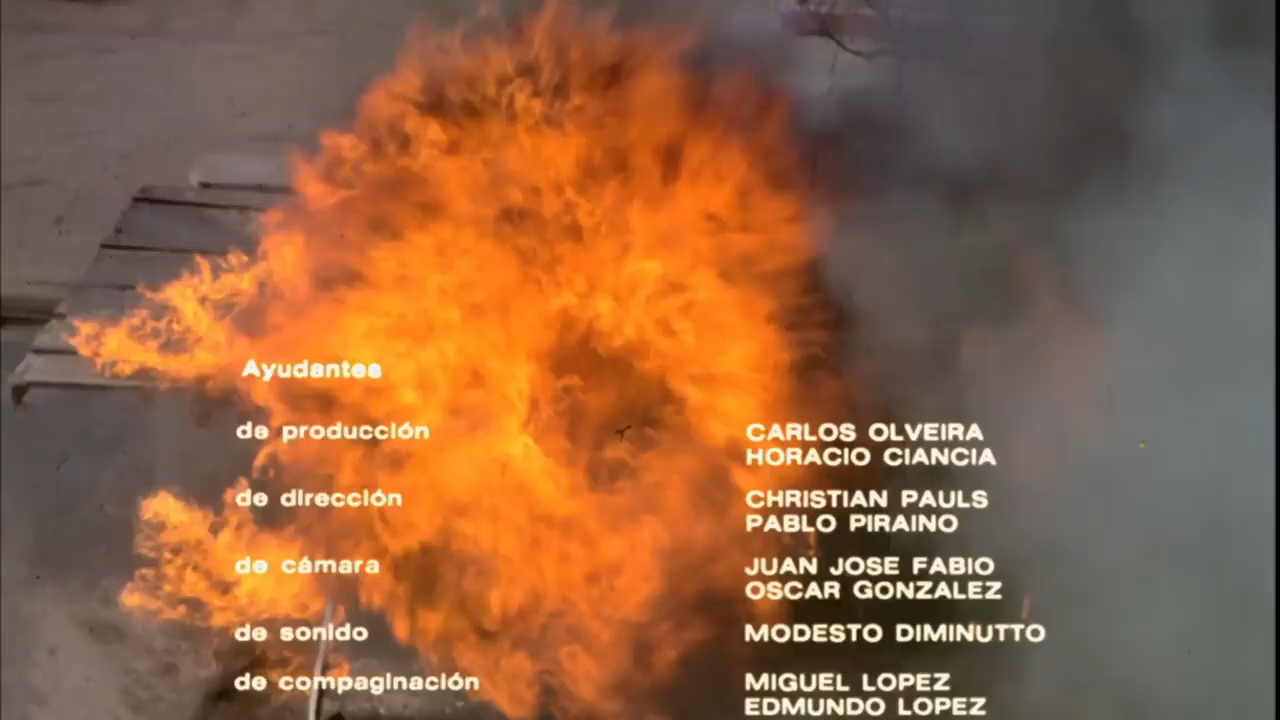 Ayudantes
de producción CARLOS OLVEIRA
HORACIO CIANCIA
de dirección CHRISTIAN PAULS
PABLO PIRAINO
de cámara JUAN JOSE FABIO
OSCAR GONZALEZ
de sonido MODESTO DIMINUTTO
de compaginación MIGUEL LOPEZ
EDMUNDO LOPEZ